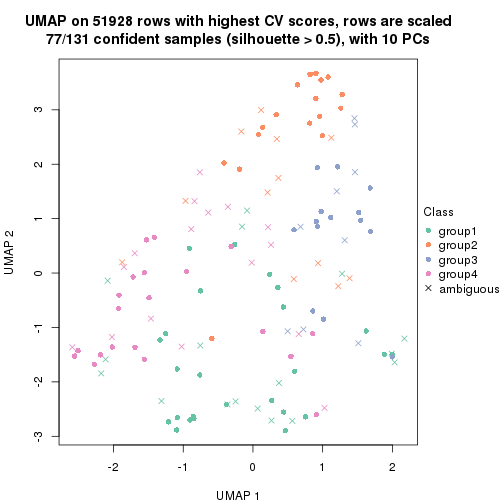 UMAP on 51928 rows with highest CV scores, rows are scaled
77/131 confident samples (silhouette > 0.5), with 10 PCs
3
2
1
0
-1
-2
-3
UMAP 2
-2
-1
0
1
2
UMAP 1
Class
group1
group2
group3
group4
ambiguous